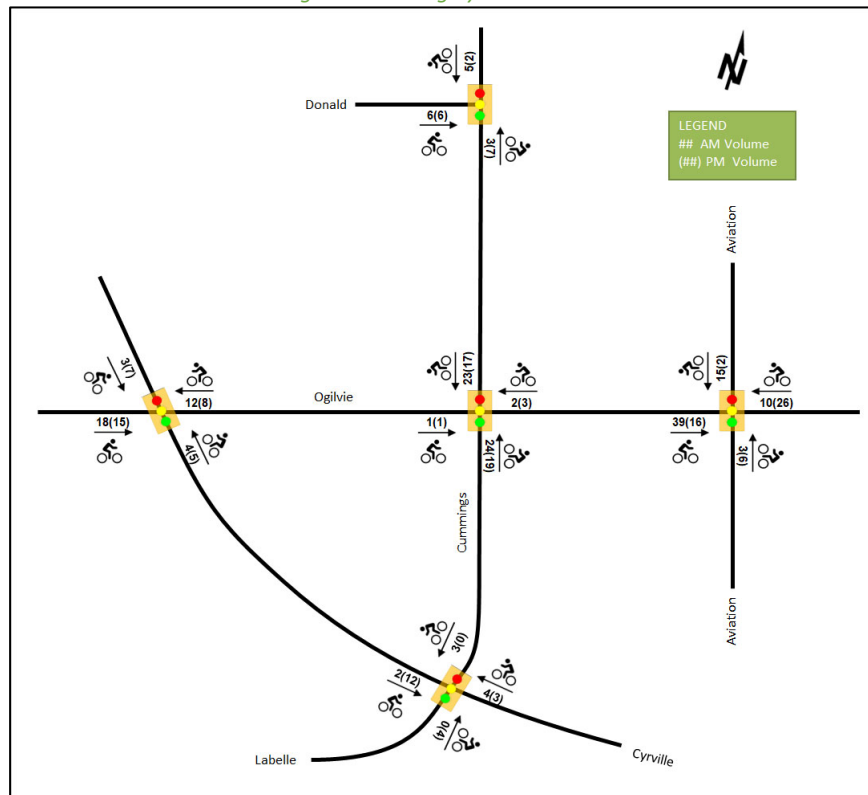 5(2)
Donald
6(6)
3(7)
N
LEGEND
## AM Volume
(##) PM Volume
Aviation
3(7)
12(8)
18(15)
4(5)
Ogilvie
23(17)
2(3)
1(1)
24(19)
15(2)
10(26)
39(16)
3(6)
Cummings
Aviation
3(0)
2(12)
4(3)
0(4)
Labelle
Cyrville